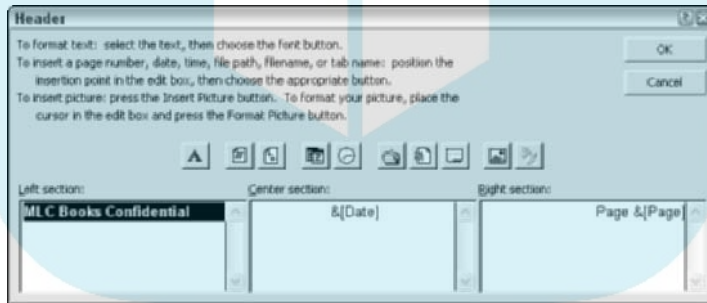 Header
To format text: select the text, then choose the font button.
To insert a page number, date, time, file path, filename, or tab name: position the
insertion point in the edit box, then choose the appropriate button.
To insert picture: press the Insert Picture button. To format your picture, place the
cursor in the edit box and press the Format Picture button.
OK
Cancel
Left section:
Center section:
Right section:
MLC Books Confidential
&[Date]
Page &[Page]